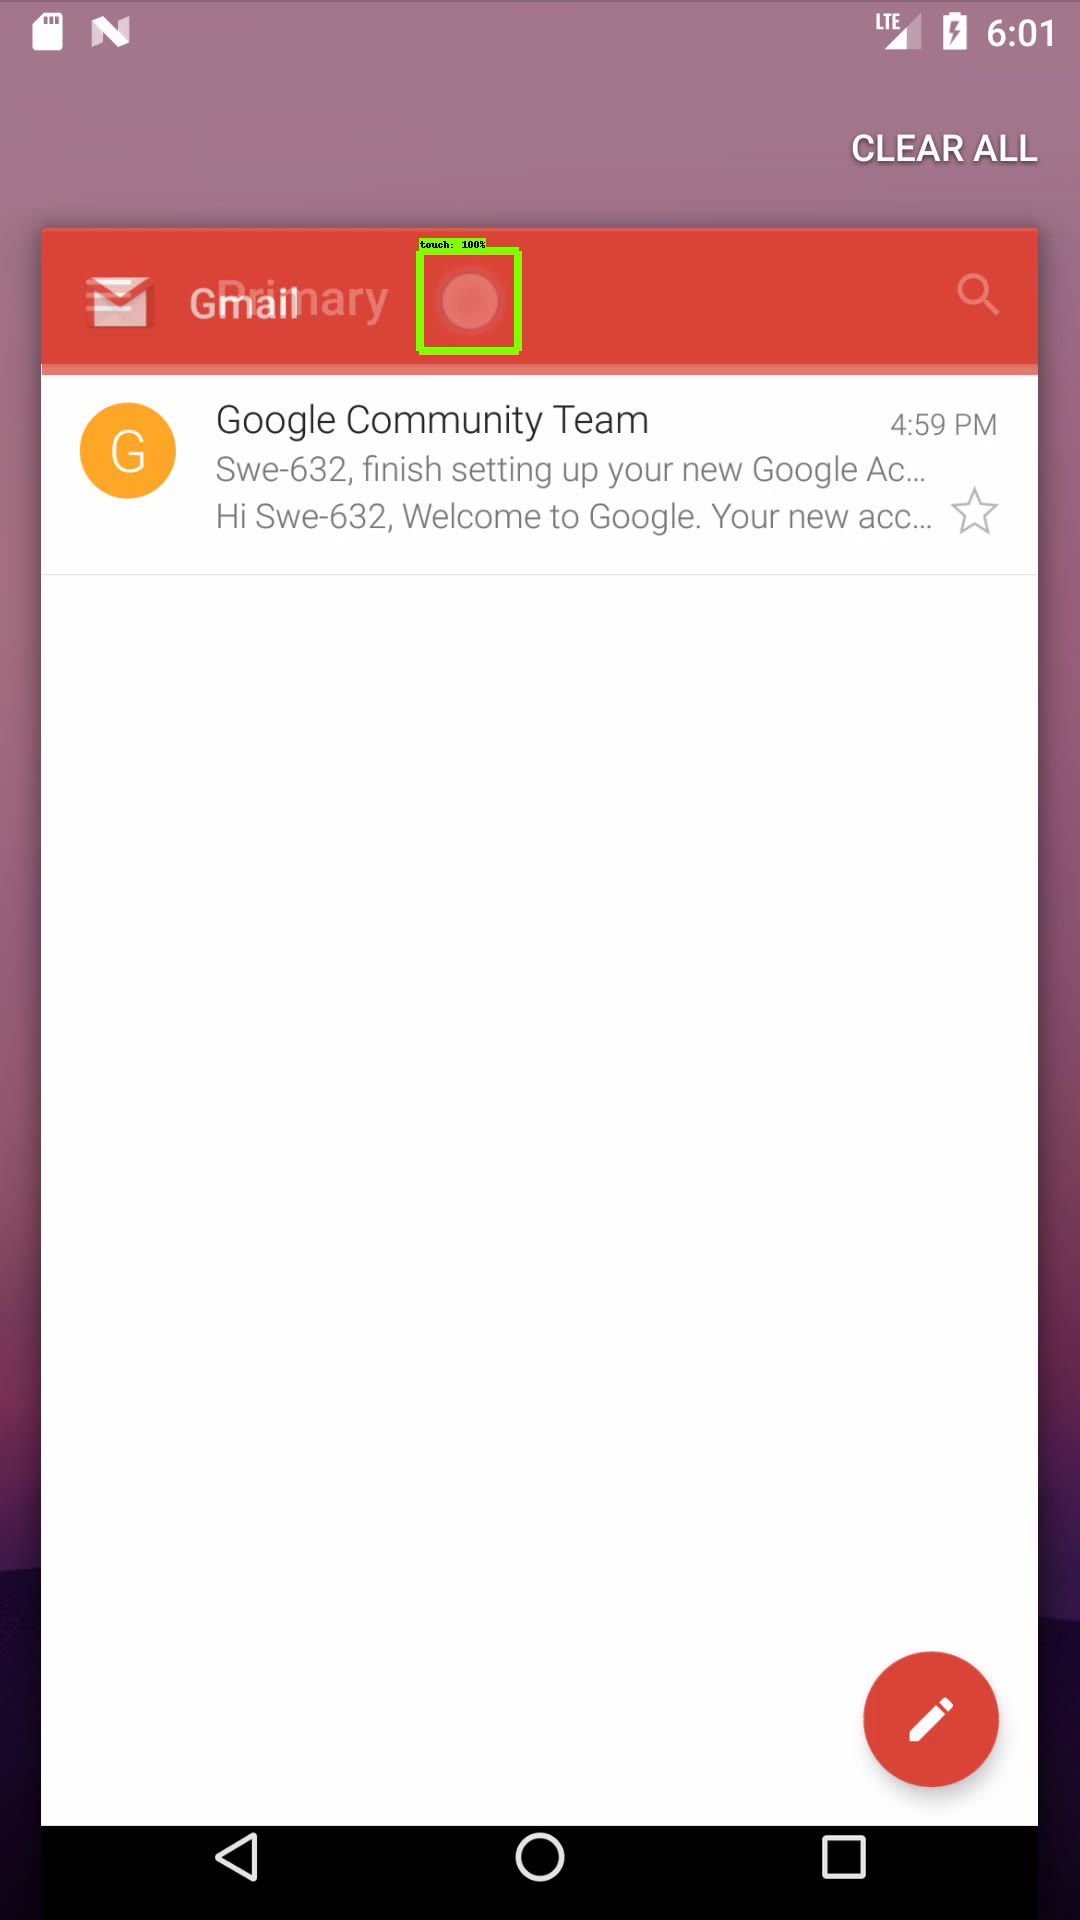 LTE 6:01
CLEAR ALL
touch: 100%
Gmail
Primary
G
Google Community Team
4:59 PM
Swe-632, finish setting up your new Google Ac...
Hi Swe-632, Welcome to Google. Your new acc...